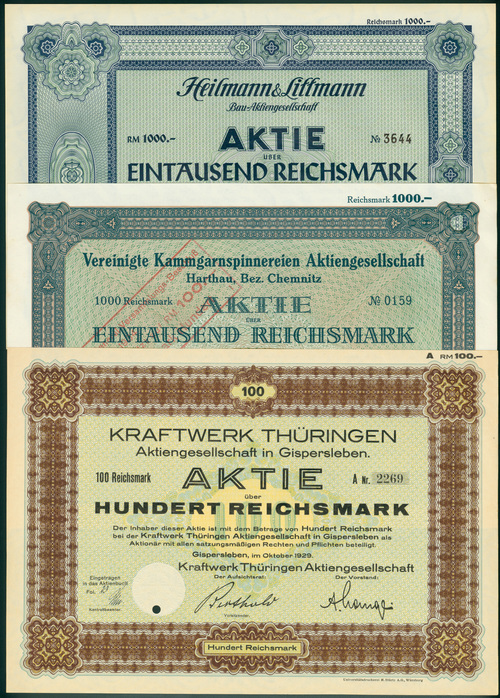 Reichsmark 1000.–
Heilmann & Littmann
Bau-Aktiengesellschaft
RM 1000.–
AKTIE
№ 3644
ÜBER
EINTAUSEND REICHSMARK
Reichsmark 1000.–
Vereinigte Kammgarnspinnereien Aktiengesellschaft
Harthau, Bez. Chemnitz
1000 Reichsmark
AKTIE
№ 0159
ÜBER
EINTAUSEND REICHSMARK
A RM 100.–
100
KRAFTWERK THÜRINGEN
Aktiengesellschaft in Gispersleben.
100 Reichsmark
AKTIE
A Nr. 2269
über
HUNDERT REICHSMARK
Der Inhaber dieser Aktie ist mit dem Betrage von Hundert Reichsmark
bei der Kraftwerk Thüringen Aktiengesellschaft in Gispersleben als
Aktionär mit allen satzungsmäßigen Rechten und Pflichten beteiligt.
Gispersleben, im Oktober 1929.
Kraftwerk Thüringen Aktiengesellschaft
Eingetragen
in das Aktienbuch
Fol.
Kontrollbeamter.
Der Aufsichtsrat:
Der Vorstand:
Vorsitzender.
Hundert Reichsmark